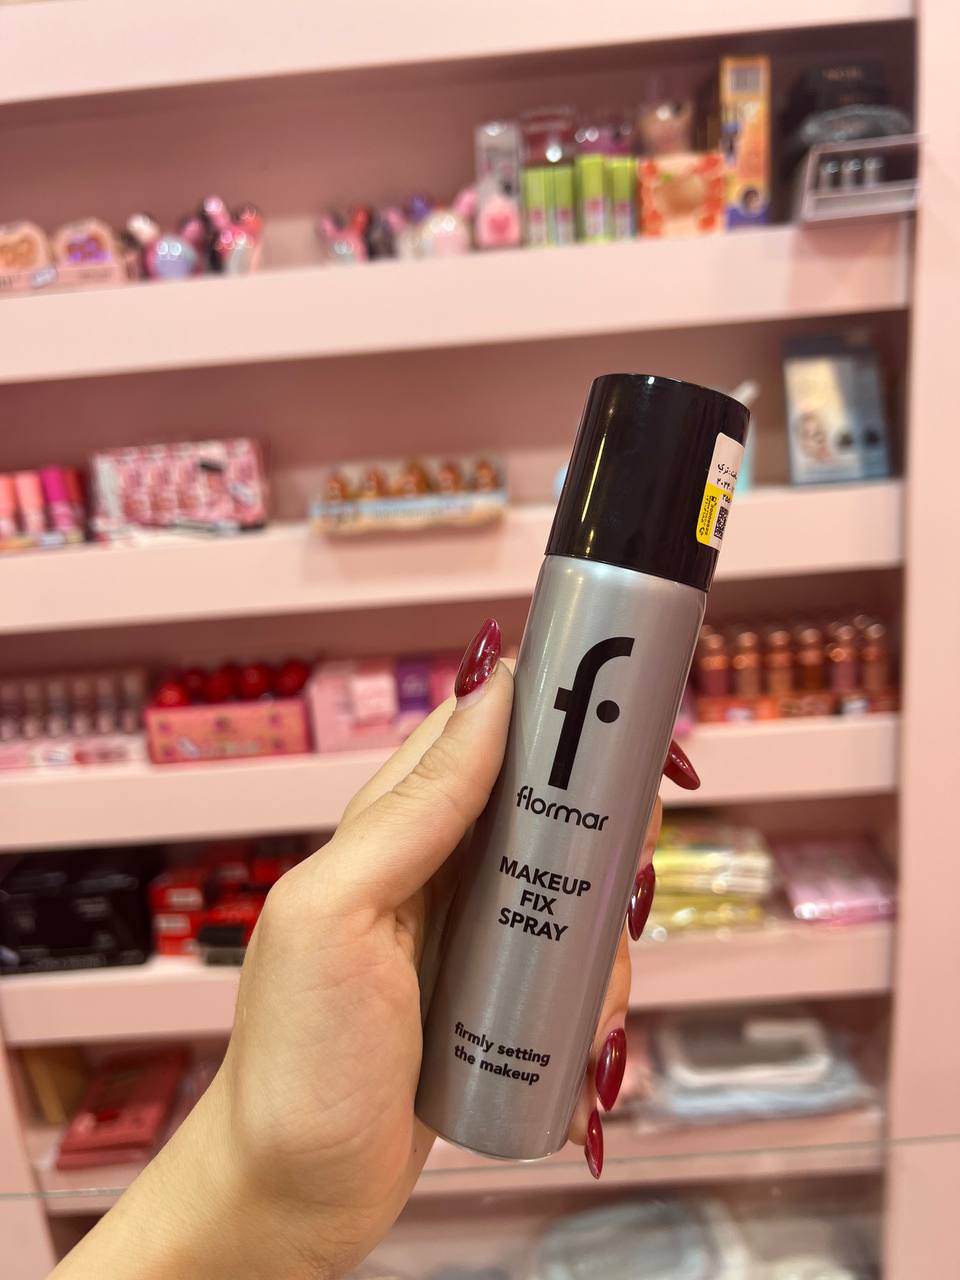 f
flormar
MAKEUP
FIX
SPRAY
firmly setting
the makeup